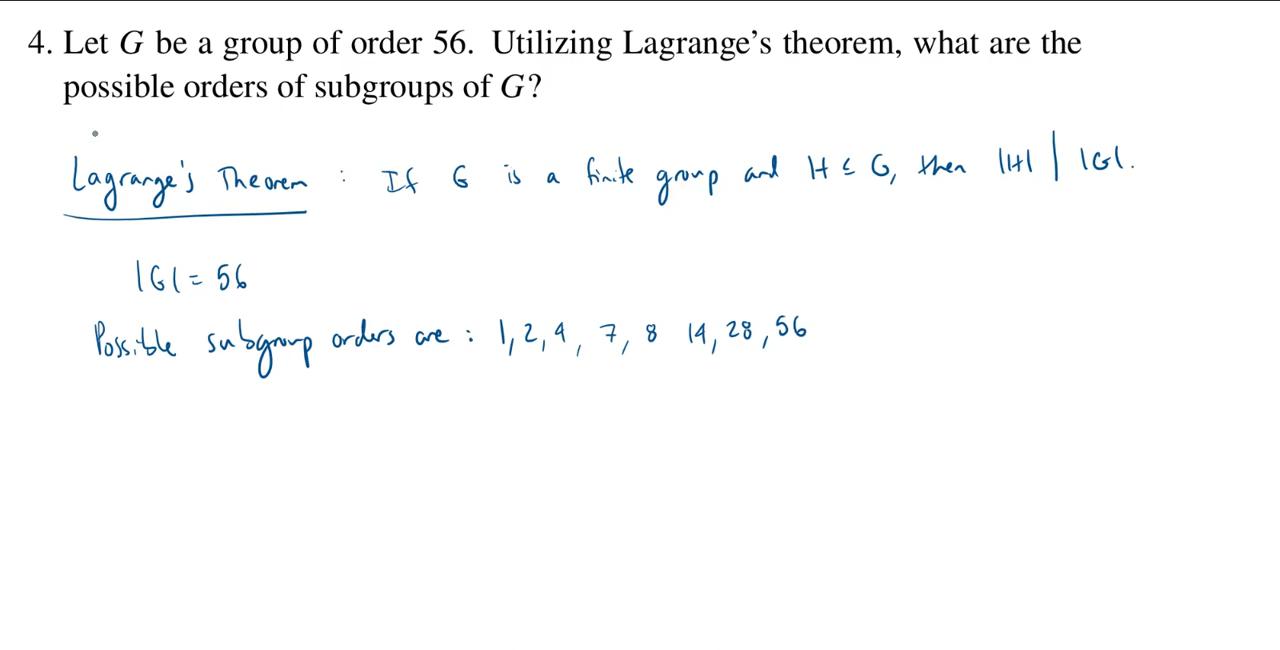 4. Let G be a group of order 56. Utilizing Lagrange's theorem, what are the
possible orders of subgroups of G?
Lagrange's Theorem : If G is a finite group and H ≤ G, then |H| | |G|.
|G| = 56
Possible subgroup orders are : 1, 2, 4, 7, 8 14, 28, 56